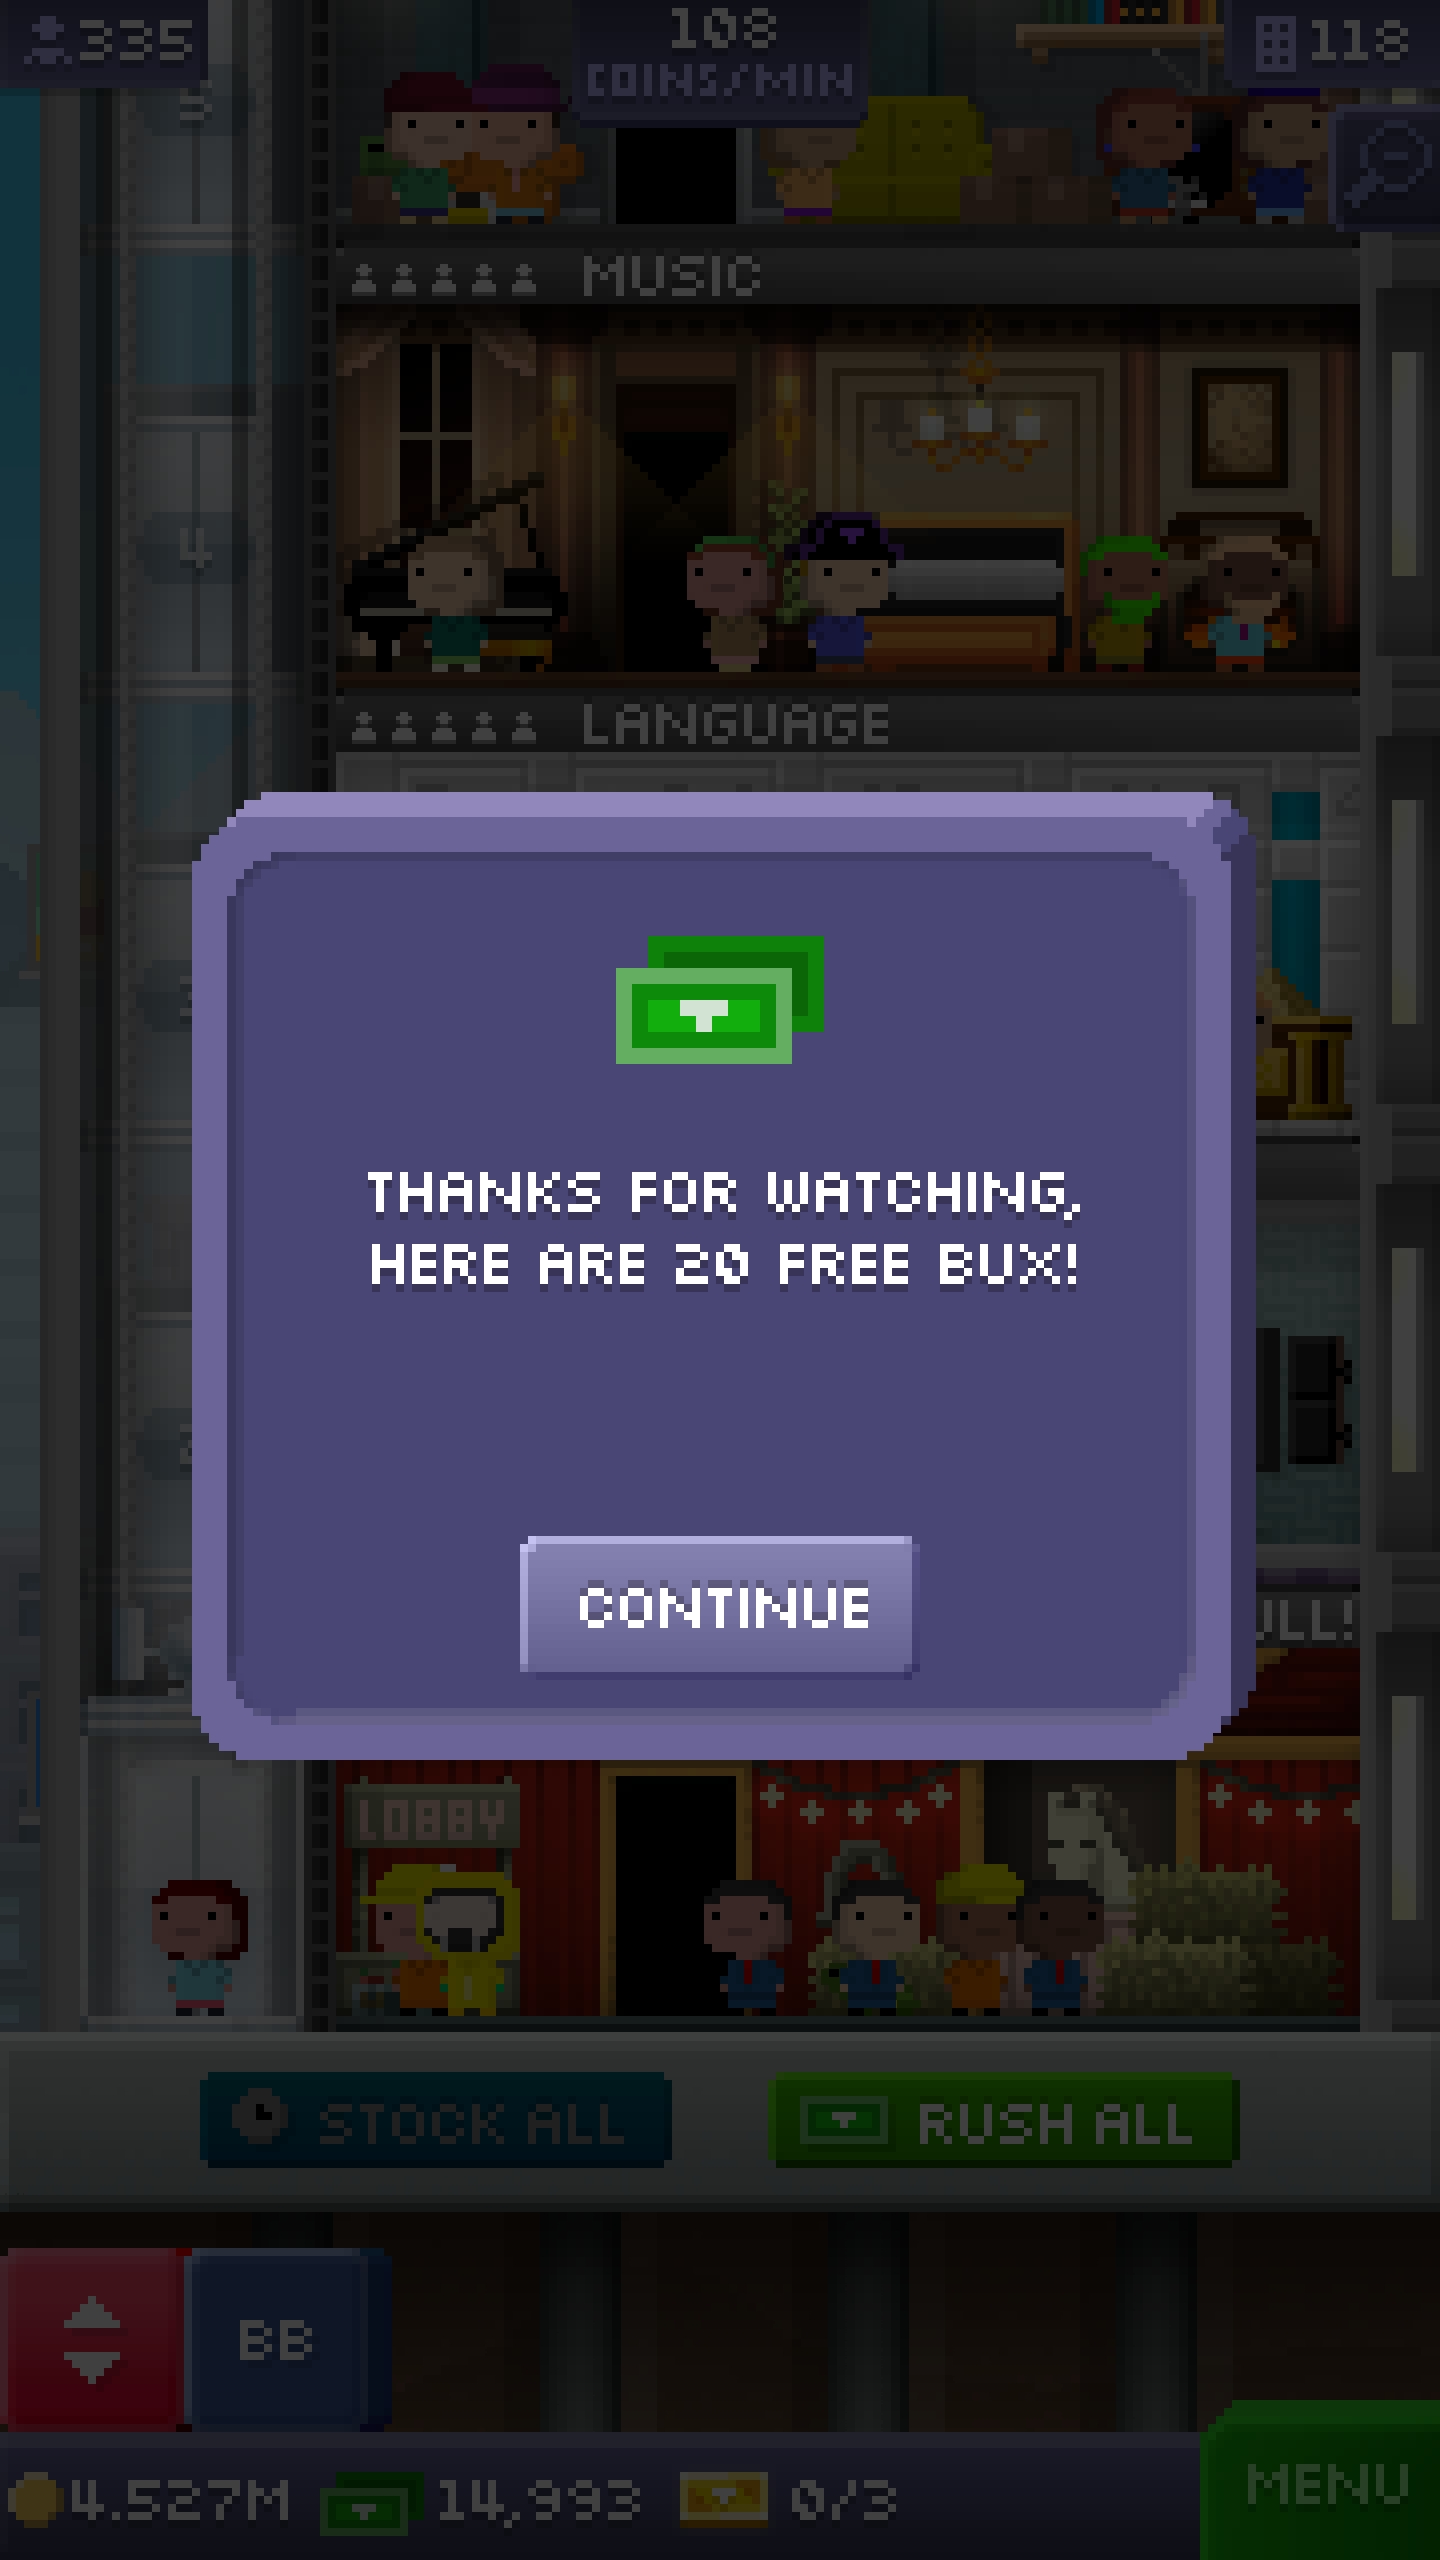 335
108
COINS/MIN
118
5
MUSIC
4
LANGUAGE
THANKS FOR WATCHING,
HERE ARE 20 FREE BUX!
CONTINUE
LOBBY
STOCK ALL
RUSH ALL
BB
4.527M
14,993
0/3
MENU